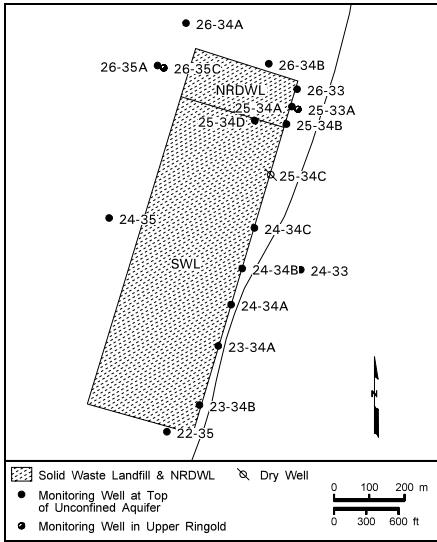 26-34A
26-34B
26-35A
26-35C
26-33
NRDWL
25-34A
25-33A
25-34D
25-34B
25-34C
24-35
24-34C
SWL
24-34B
24-33
24-34A
23-34A
N
23-34B
22-35
Solid Waste Landfill & NRDWL
Dry Well
Monitoring Well at Top
of Unconfined Aquifer
Monitoring Well in Upper Ringold
0 100 200 m
0 300 600 ft